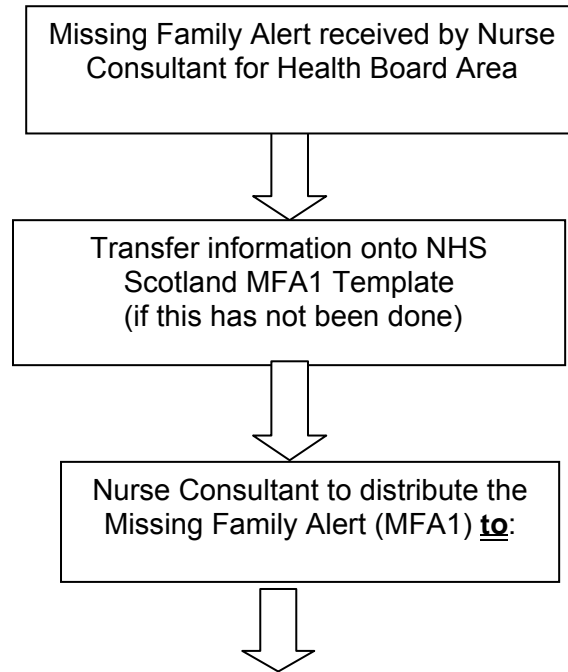 Missing Family Alert received by Nurse
Consultant for Health Board Area
Transfer information onto NHS
Scotland MFA1 Template
(if this has not been done)
Nurse Consultant to distribute the
Missing Family Alert (MFA1) to: